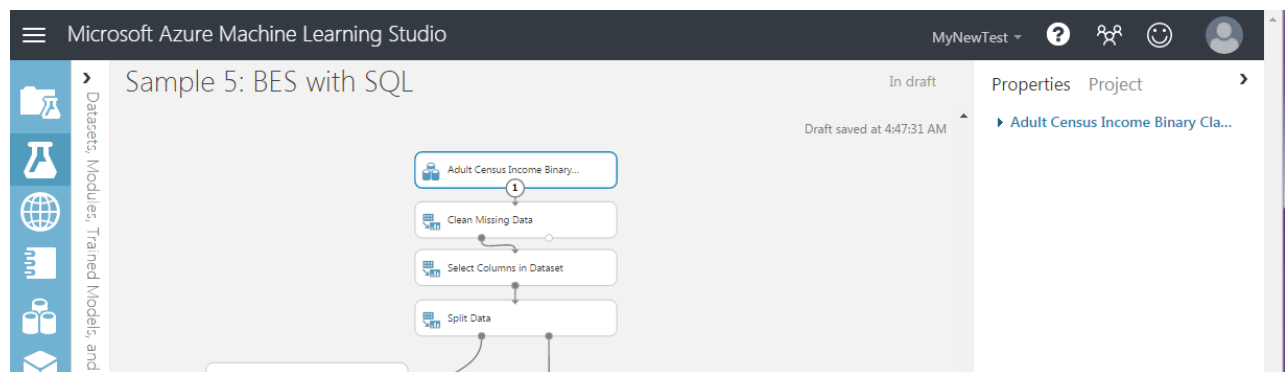 Microsoft Azure Machine Learning Studio
MyNewTest
?
Datasets, Modules, Trained Models, and
Sample 5: BES with SQL
In draft
Draft saved at 4:47:31 AM
Properties Project
Adult Census Income Binary Cla...
Adult Census Income Binary...
1
Clean Missing Data
Select Columns in Dataset
Split Data